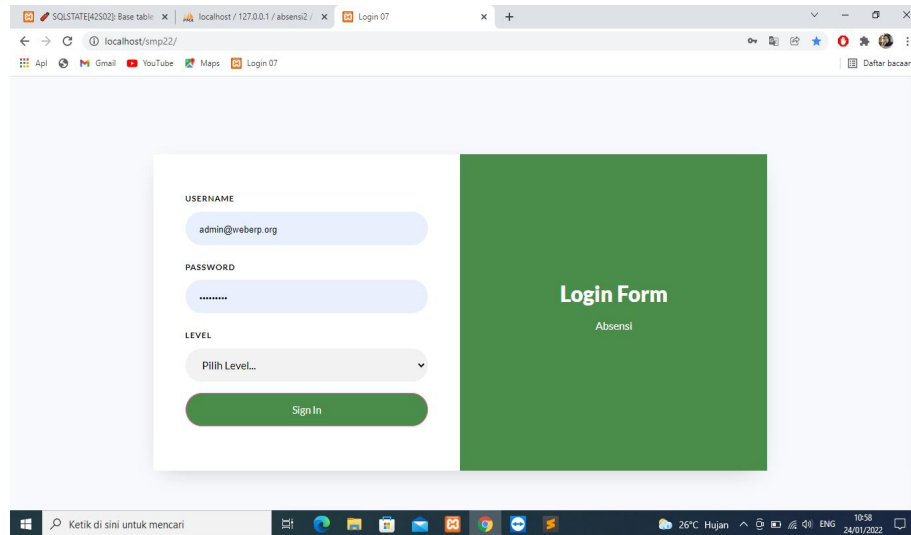 SQLSTATE[42S02]: Base table
localhost / 127.0.0.1 / absensi2 /
Login 07
localhost/smp22/
Apl
Gmail
YouTube
Maps
Login 07
Daftar bacaan
USERNAME
admin@weberp.org
PASSWORD
•••••••••
LEVEL
Pilih Level...
Sign In
Login Form
Absensi
Ketik di sini untuk mencari
26°C Hujan
ENG
10:58
24/01/2022